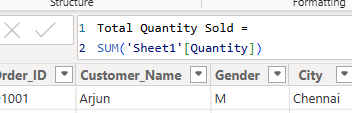 Structure Formatting
1 Total Quantity Sold =
2 SUM('Sheet1'[Quantity])
Order_ID Customer_Name Gender City
1001 Arjun M Chennai